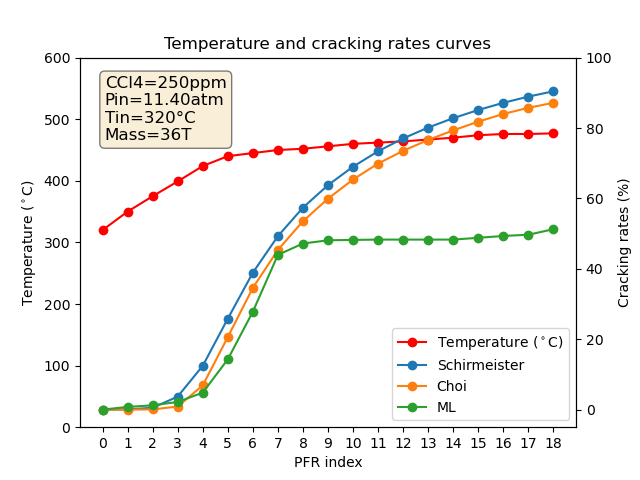 Temperature and cracking rates curves
CCl4=250ppm
Pin=11.40atm
Tin=320°C
Mass=36T
600
500
400
300
200
100
0
Temperature (°C)
100
80
60
40
20
0
Cracking rates (%)
Temperature (°C)
Schirmeister
Choi
ML
0 1 2 3 4 5 6 7 8 9 10 11 12 13 14 15 16 17 18
PFR index